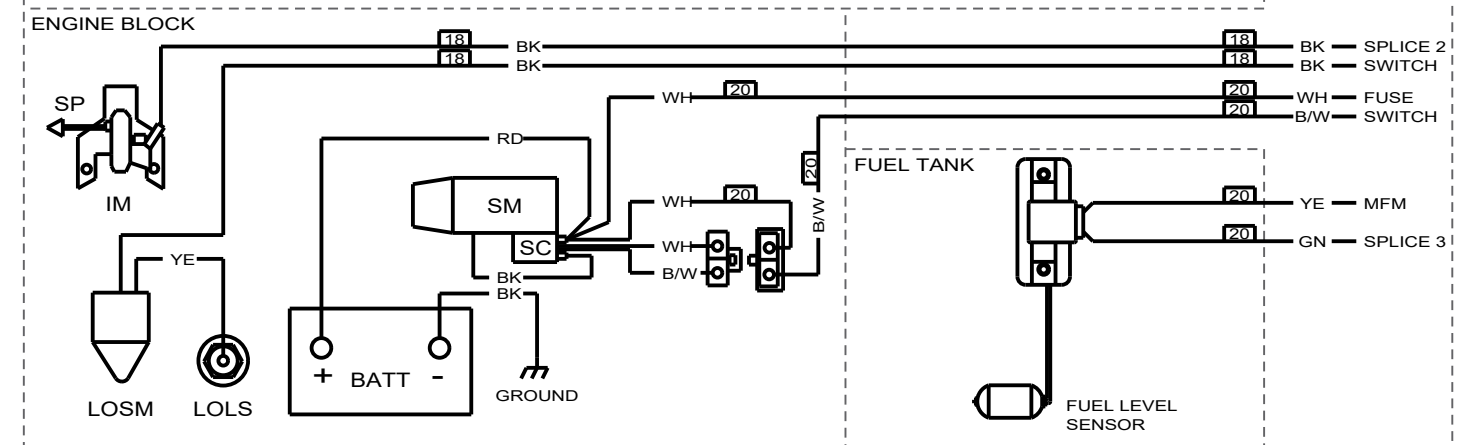 ENGINE BLOCK
18 BK 18 BK SPLICE 2
18 BK 18 BK SWITCH
WH 20 20 WH FUSE
20 B/W SWITCH
SP
RD
20
FUEL TANK
IM
SM
WH 20
B/W
20 YE MFM
SC
WH
20 GN SPLICE 3
YE
B/W
BK
BK
+ BATT -
GROUND
LOSM
LOLS
FUEL LEVEL
SENSOR